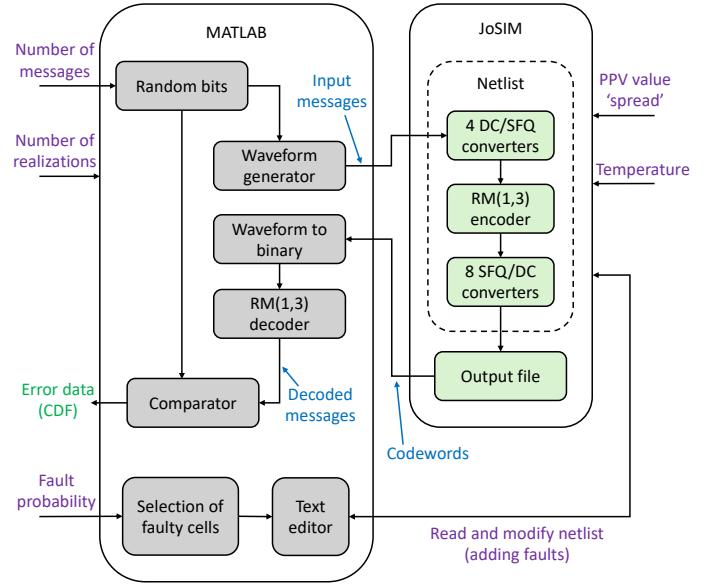 MATLAB
JoSIM
Number of
messages
Random bits
Input
messages
Netlist
PPV value
'spread'
4 DC/SFQ
converters
Number of
realizations
Waveform
generator
Temperature
RM(1,3)
encoder
Waveform to
binary
8 SFQ/DC
converters
RM(1,3)
decoder
Output file
Error data
(CDF)
Comparator
Decoded
messages
Codewords
Fault
probability
Selection of
faulty cells
Text
editor
Read and modify netlist
(adding faults)